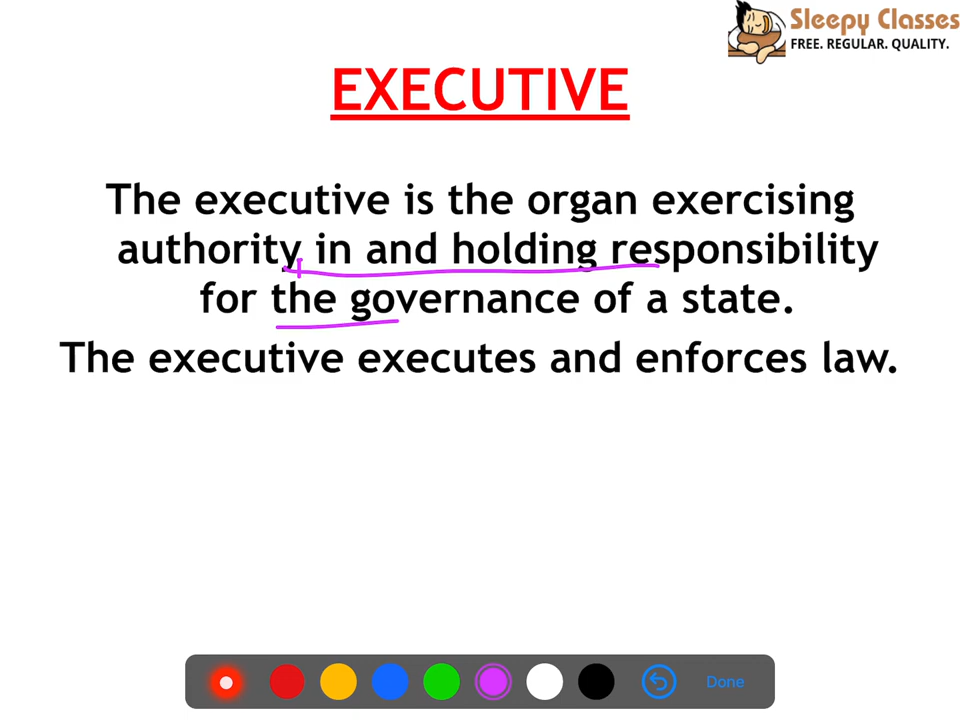 Sleepy Classes
FREE. REGULAR. QUALITY.
EXECUTIVE
The executive is the organ exercising
authority in and holding responsibility
for the governance of a state.
The executive executes and enforces law.
Done